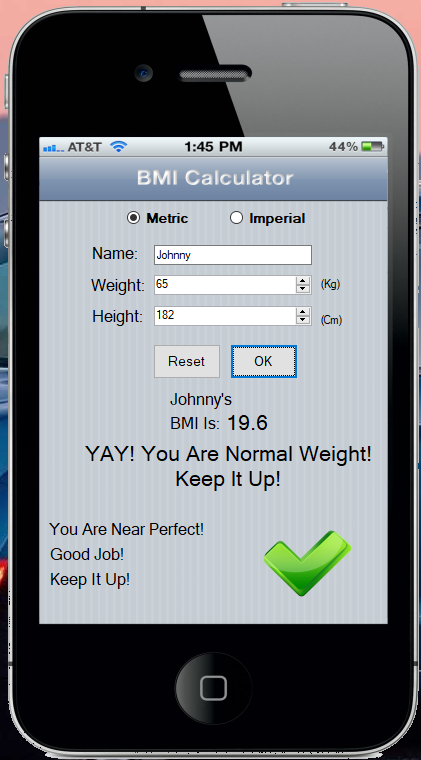 AT&T 1:45 PM 44%
BMI Calculator
Metric Imperial
Name: Johnny
Weight: 65 (Kg)
Height: 182 (Cm)
Reset OK
Johnny's
BMI Is: 19.6
YAY! You Are Normal Weight!
Keep It Up!
You Are Near Perfect!
Good Job!
Keep It Up!